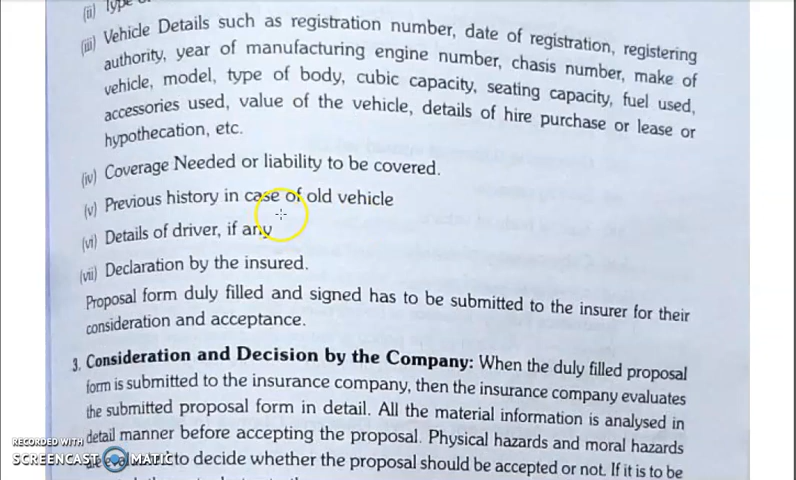 (ii) Type
(iii) Vehicle Details such as registration number, date of registration, registering
authority, year of manufacturing engine number, chasis number, make of
vehicle, model, type of body, cubic capacity, seating capacity, fuel used,
accessories used, value of the vehicle, details of hire purchase or lease or
hypothecation, etc.
(iv) Coverage Needed or liability to be covered.
(v) Previous history in case of old vehicle
(vi) Details of driver, if any
(vii) Declaration by the insured.
Proposal form duly filled and signed has to be submitted to the insurer for their
consideration and acceptance.
3. Consideration and Decision by the Company: When the duly filled proposal
form is submitted to the insurance company, then the insurance company evaluates
the submitted proposal form in detail. All the material information is analysed in
detail manner before accepting the proposal. Physical hazards and moral hazards
are to decide whether the proposal should be accepted or not. If it is to be
RECORDED WITH
SCREENCAST MATIC